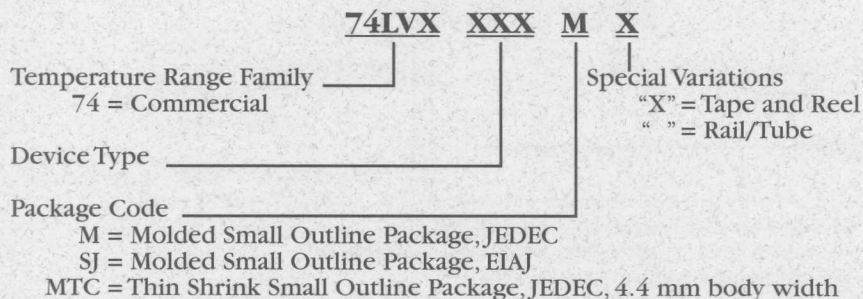 74LVX XXX M X
Temperature Range Family
74 = Commercial
Special Variations
“X” = Tape and Reel
“ ” = Rail/Tube
Device Type
Package Code
M = Molded Small Outline Package, JEDEC
SJ = Molded Small Outline Package, EIAJ
MTC = Thin Shrink Small Outline Package, JEDEC, 4.4 mm body width